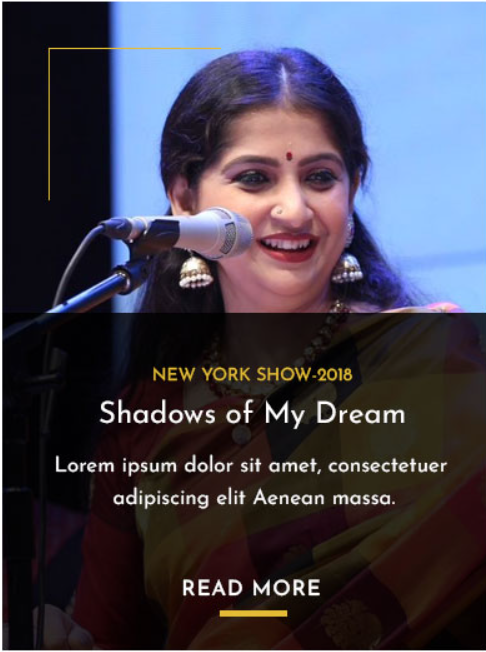 NEW YORK SHOW-2018
Shadows of My Dream
Lorem ipsum dolor sit amet, consectetuer
adipiscing elit Aenean massa.
READ MORE